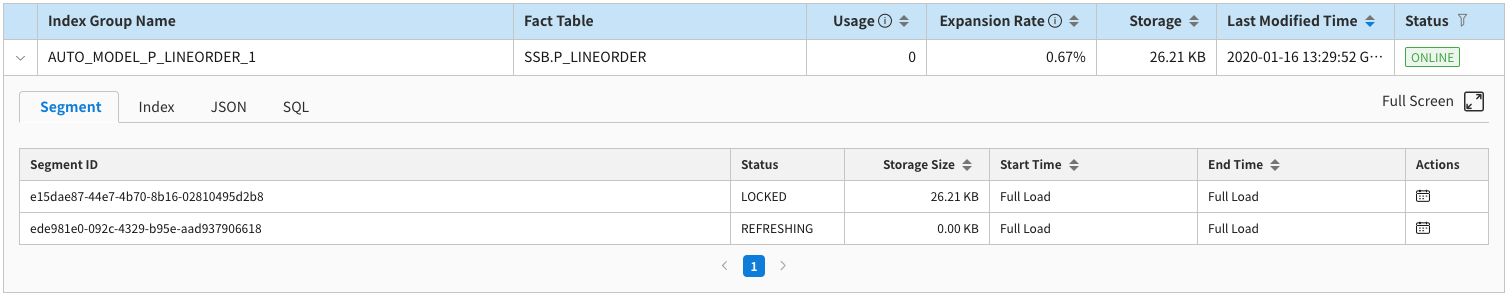 Index Group Name Fact Table Usage Expansion Rate Storage Last Modified Time Status
AUTO_MODEL_P_LINEORDER_1 SSB.P_LINEORDER 0 0.67% 26.21 KB 2020-01-16 13:29:52 G··· ONLINE
Segment Index JSON SQL Full Screen
Segment ID Status Storage Size Start Time End Time Actions
e15dae87-44e7-4b70-8b16-02810495d2b8 LOCKED 26.21 KB Full Load Full Load
ede981e0-092c-4329-b95e-aad937906618 REFRESHING 0.00 KB Full Load Full Load
1